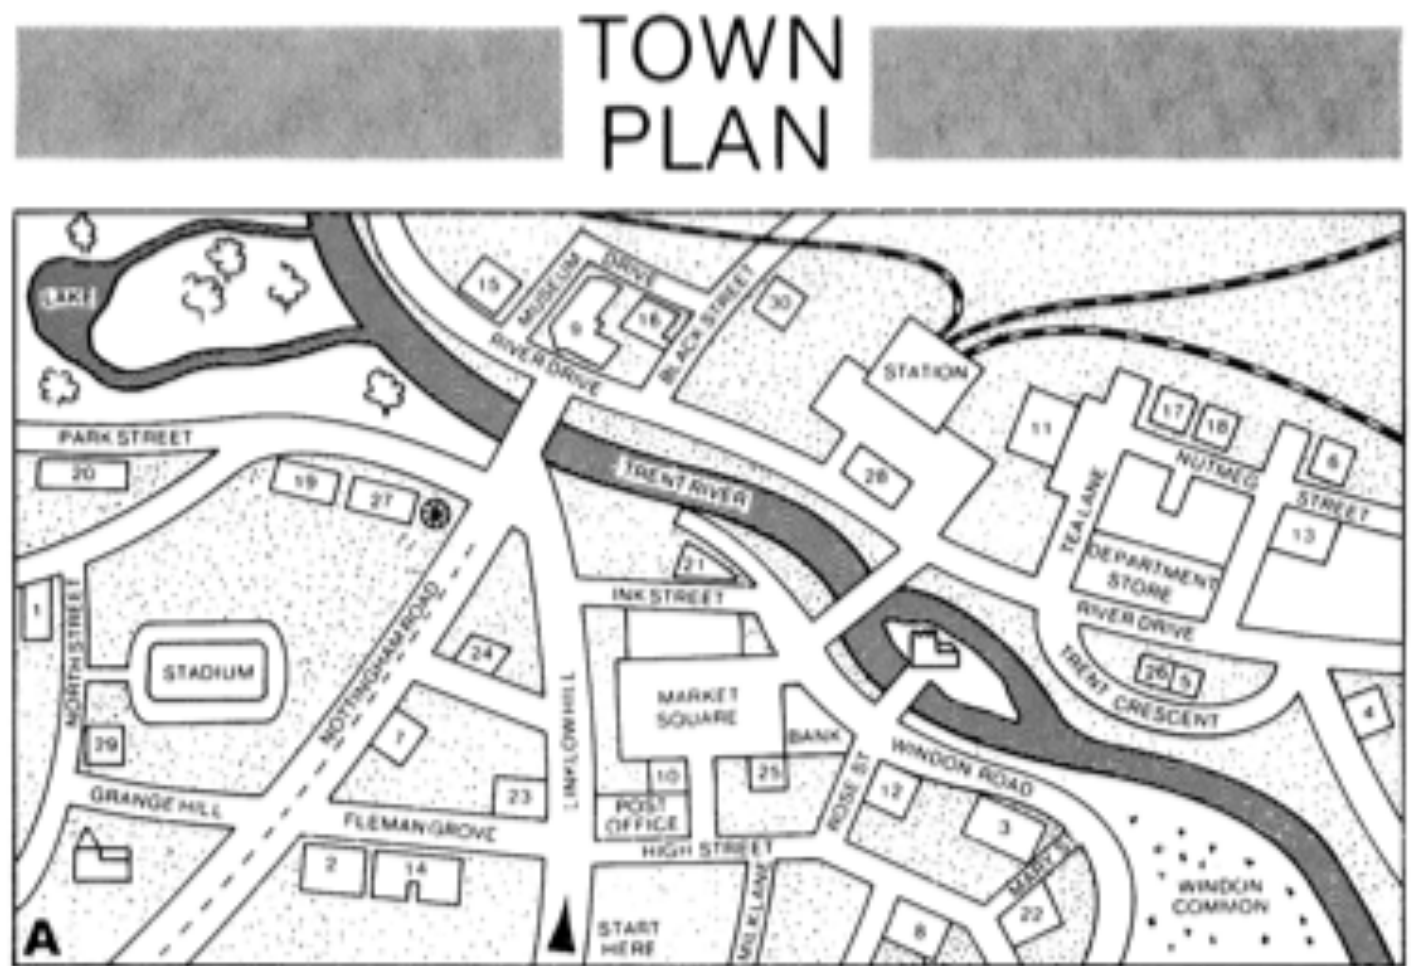 TOWN
PLAN
LAKE
15
MUSEUM
DRIVE
9
16
BLACK STREET
30
RIVER DRIVE
STATION
PARK STREET
20
19
27
TRENT RIVER
28
11
17
18
6
NUTMEG
STREET
TEA LANE
13
DEPARTMENT
STORE
21
INK STREET
1
NORTH STREET
STADIUM
NOTTINGHAM ROAD
24
RIVER DRIVE
26
5
TRENT CRESCENT
4
MARKET
SQUARE
LINKLOWHILL
7
BANK
29
23
10
25
ROSE ST
WINDON ROAD
12
3
GRANGE HILL
FLEMAN GROVE
POST
OFFICE
HIGH STREET
2
14
MARY ST
22
WINDON
COMMON
MILK LANE
8
START
HERE
A